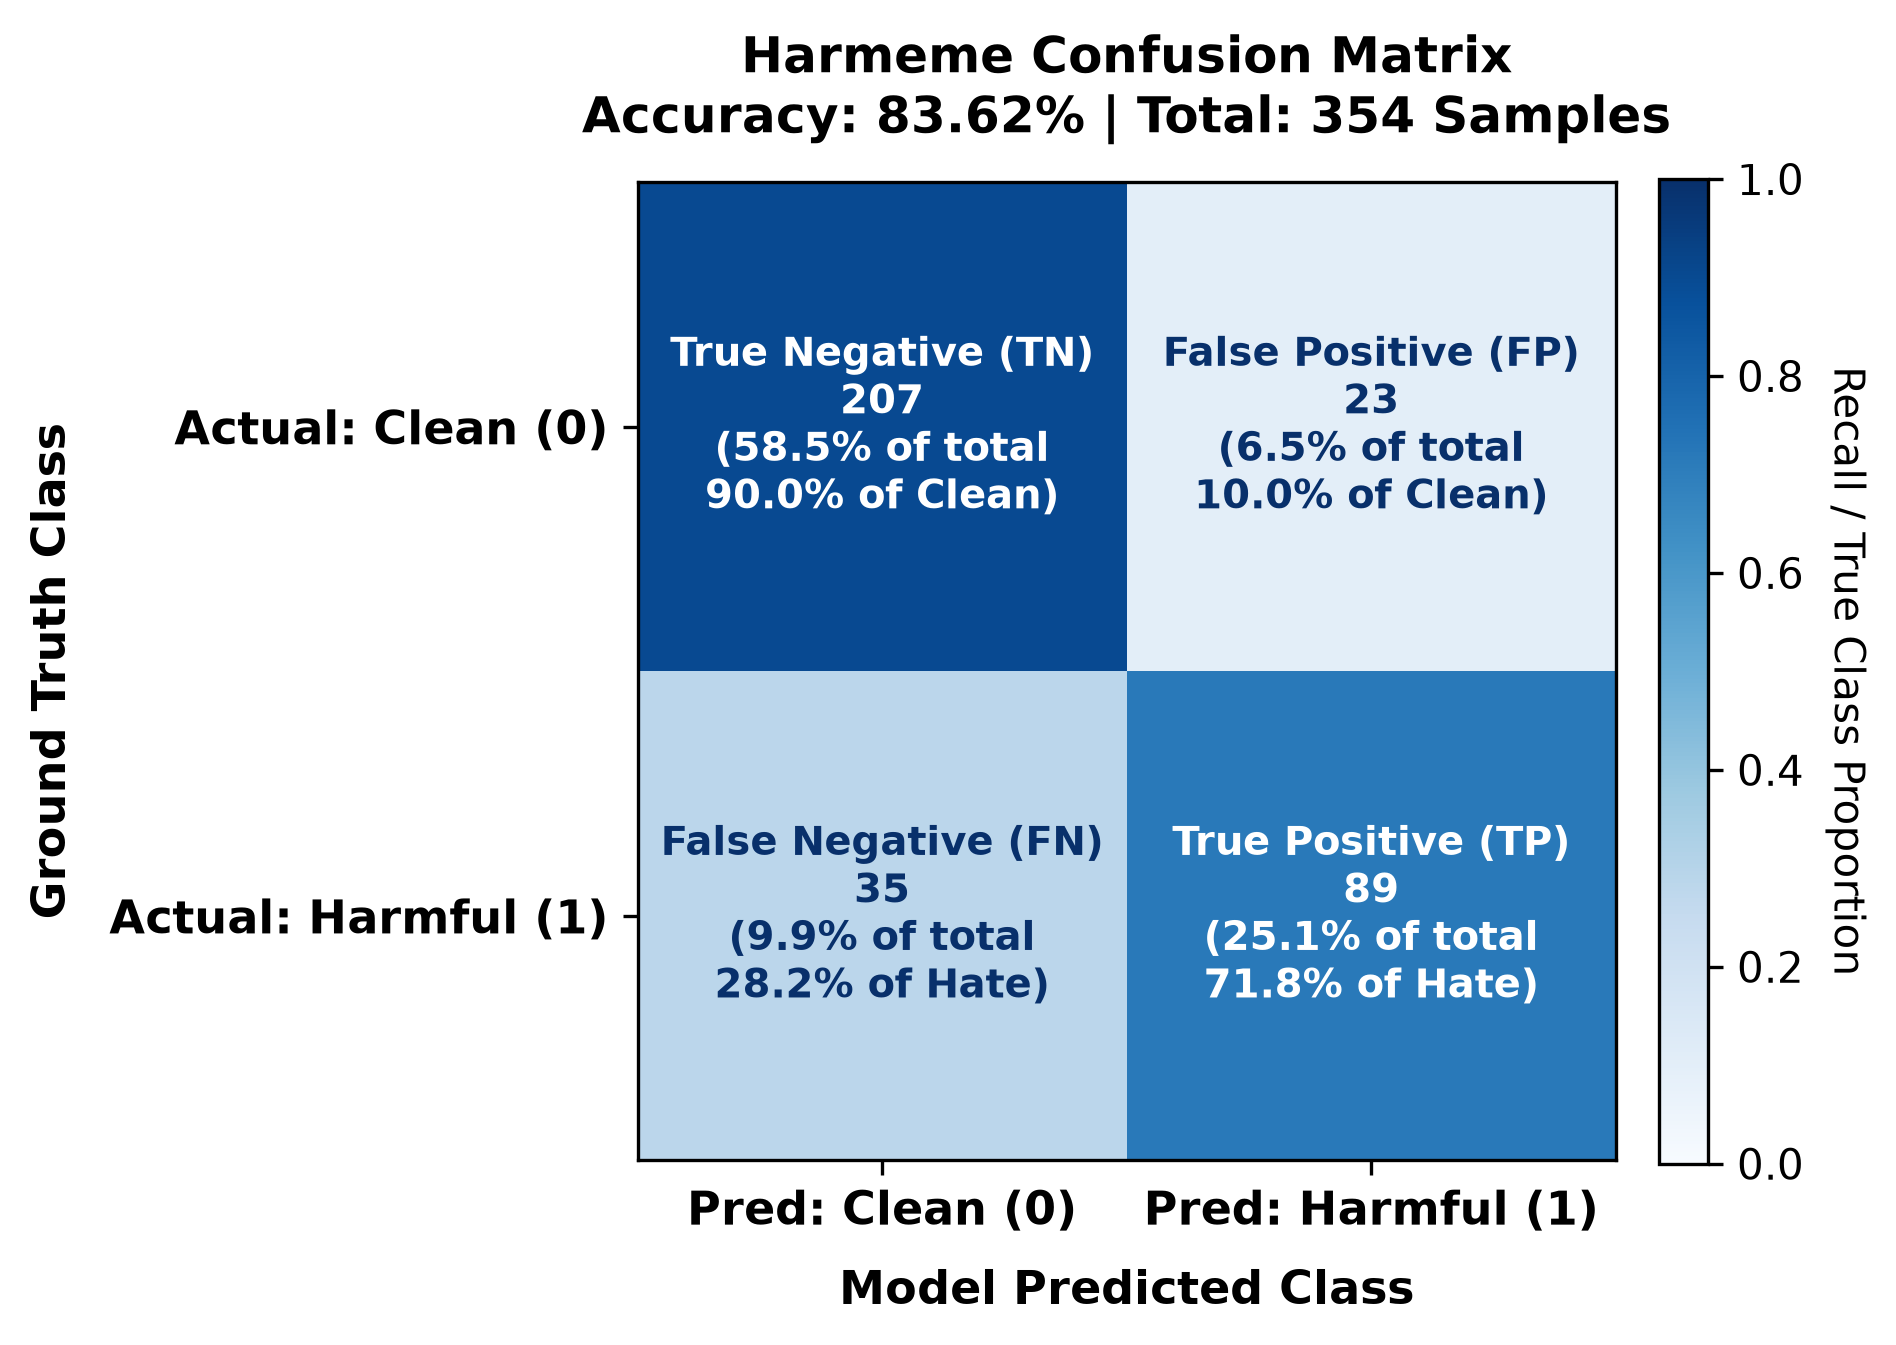 Harmeme Confusion Matrix
Accuracy: 83.62% | Total: 354 Samples
Ground Truth Class
Actual: Clean (0)
Actual: Harmful (1)
True Negative (TN)
207
(58.5% of total
90.0% of Clean)
False Positive (FP)
23
(6.5% of total
10.0% of Clean)
False Negative (FN)
35
(9.9% of total
28.2% of Hate)
True Positive (TP)
89
(25.1% of total
71.8% of Hate)
Pred: Clean (0)
Pred: Harmful (1)
Model Predicted Class
1.0
0.8
0.6
0.4
0.2
0.0
Recall / True Class Proportion